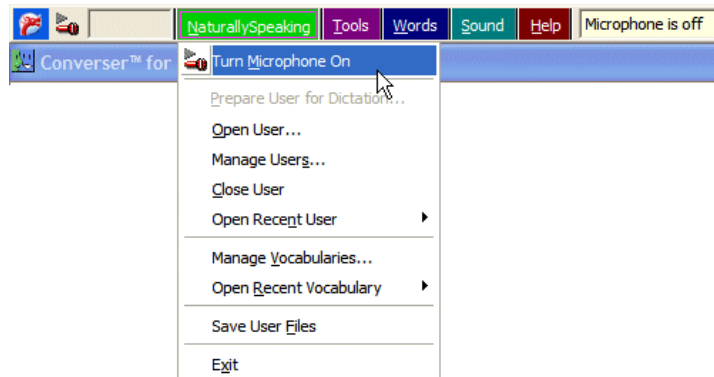 NaturallySpeaking Tools Words Sound Help Microphone is off
Converser™ for
Turn Microphone On
Prepare User for Dictation...
Open User...
Manage Users...
Close User
Open Recent User
Manage Vocabularies...
Open Recent Vocabulary
Save User Files
Exit